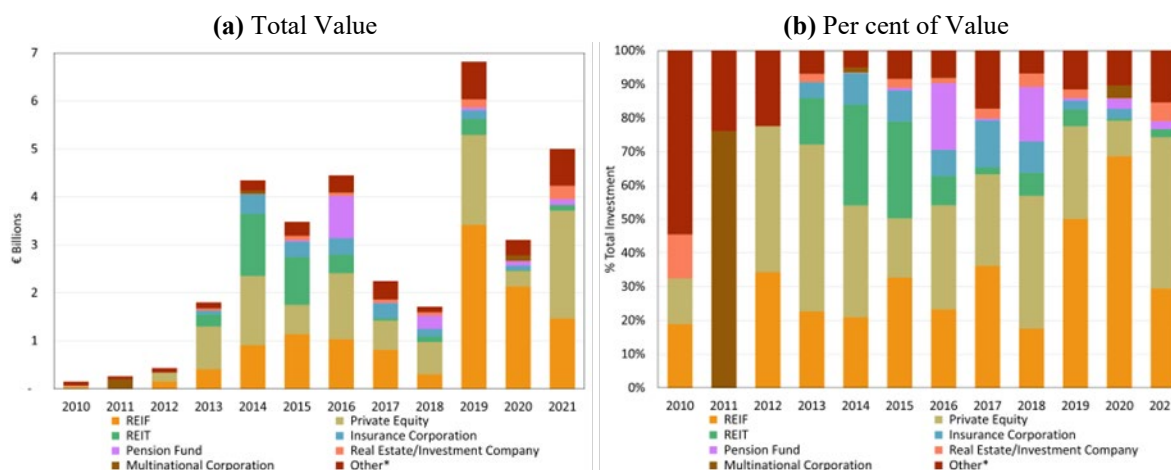 (a) Total Value
(b) Per cent of Value
7
6
5
4
3
2
1
-
€ Billions
2010 2011 2012 2013 2014 2015 2016 2017 2018 2019 2020 2021
REIF
Private Equity
REIT
Insurance Corporation
Pension Fund
Real Estate/Investment Company
Multinational Corporation
Other*
100%
90%
80%
70%
60%
50%
40%
30%
20%
10%
0%
% Total Investment
2010 2011 2012 2013 2014 2015 2016 2017 2018 2019 2020 202
REIF
Private Equity
REIT
Insurance Corporation
Pension Fund
Real Estate/Investment Company
Multinational Corporation
Other*